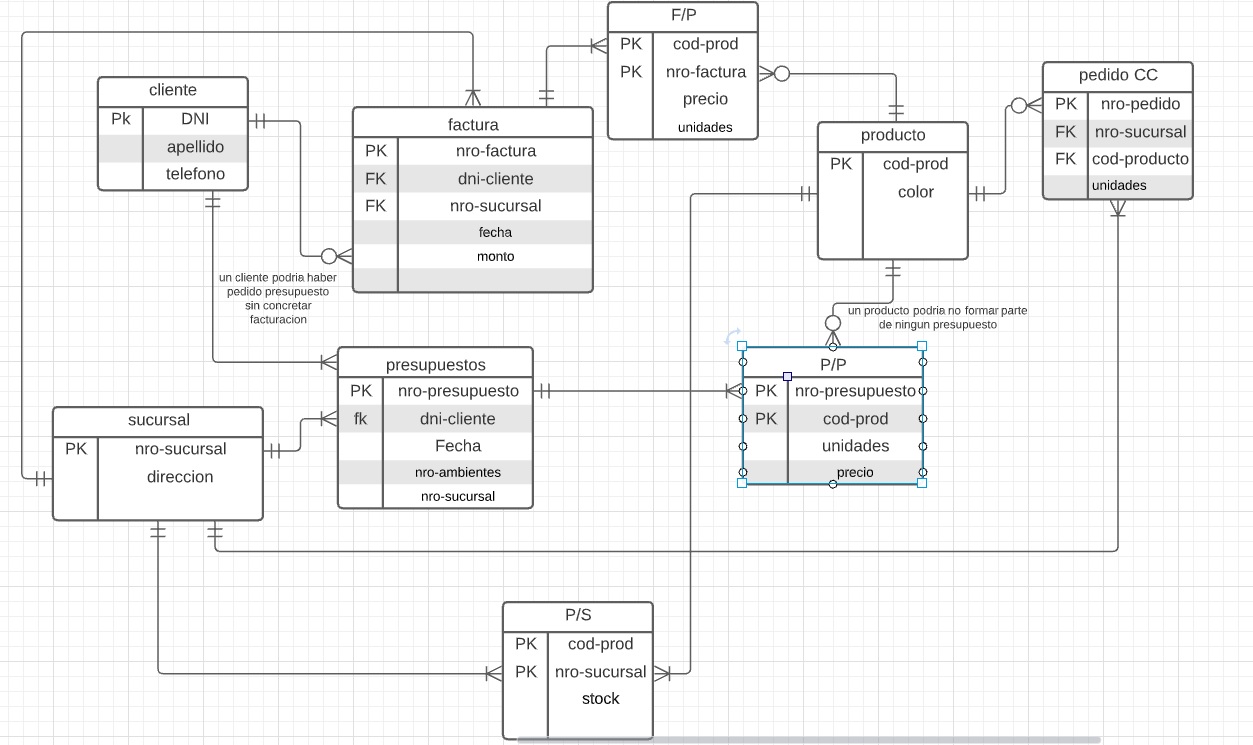 F/P
PK cod-prod
PK nro-factura
precio
unidades
pedido CC
PK nro-pedido
FK nro-sucursal
FK cod-producto
unidades
cliente
Pk DNI
apellido
telefono
factura
PK nro-factura
FK dni-cliente
FK nro-sucursal
fecha
monto
producto
PK cod-prod
color
un cliente podria haber
pedido presupuesto
sin concretar
facturacion
un producto podria no formar parte
de ningun presupuesto
presupuestos
PK nro-presupuesto
fk dni-cliente
Fecha
nro-ambientes
nro-sucursal
P/P
PK nro-presupuesto
PK cod-prod
unidades
precio
sucursal
PK nro-sucursal
direccion
P/S
PK cod-prod
PK nro-sucursal
stock